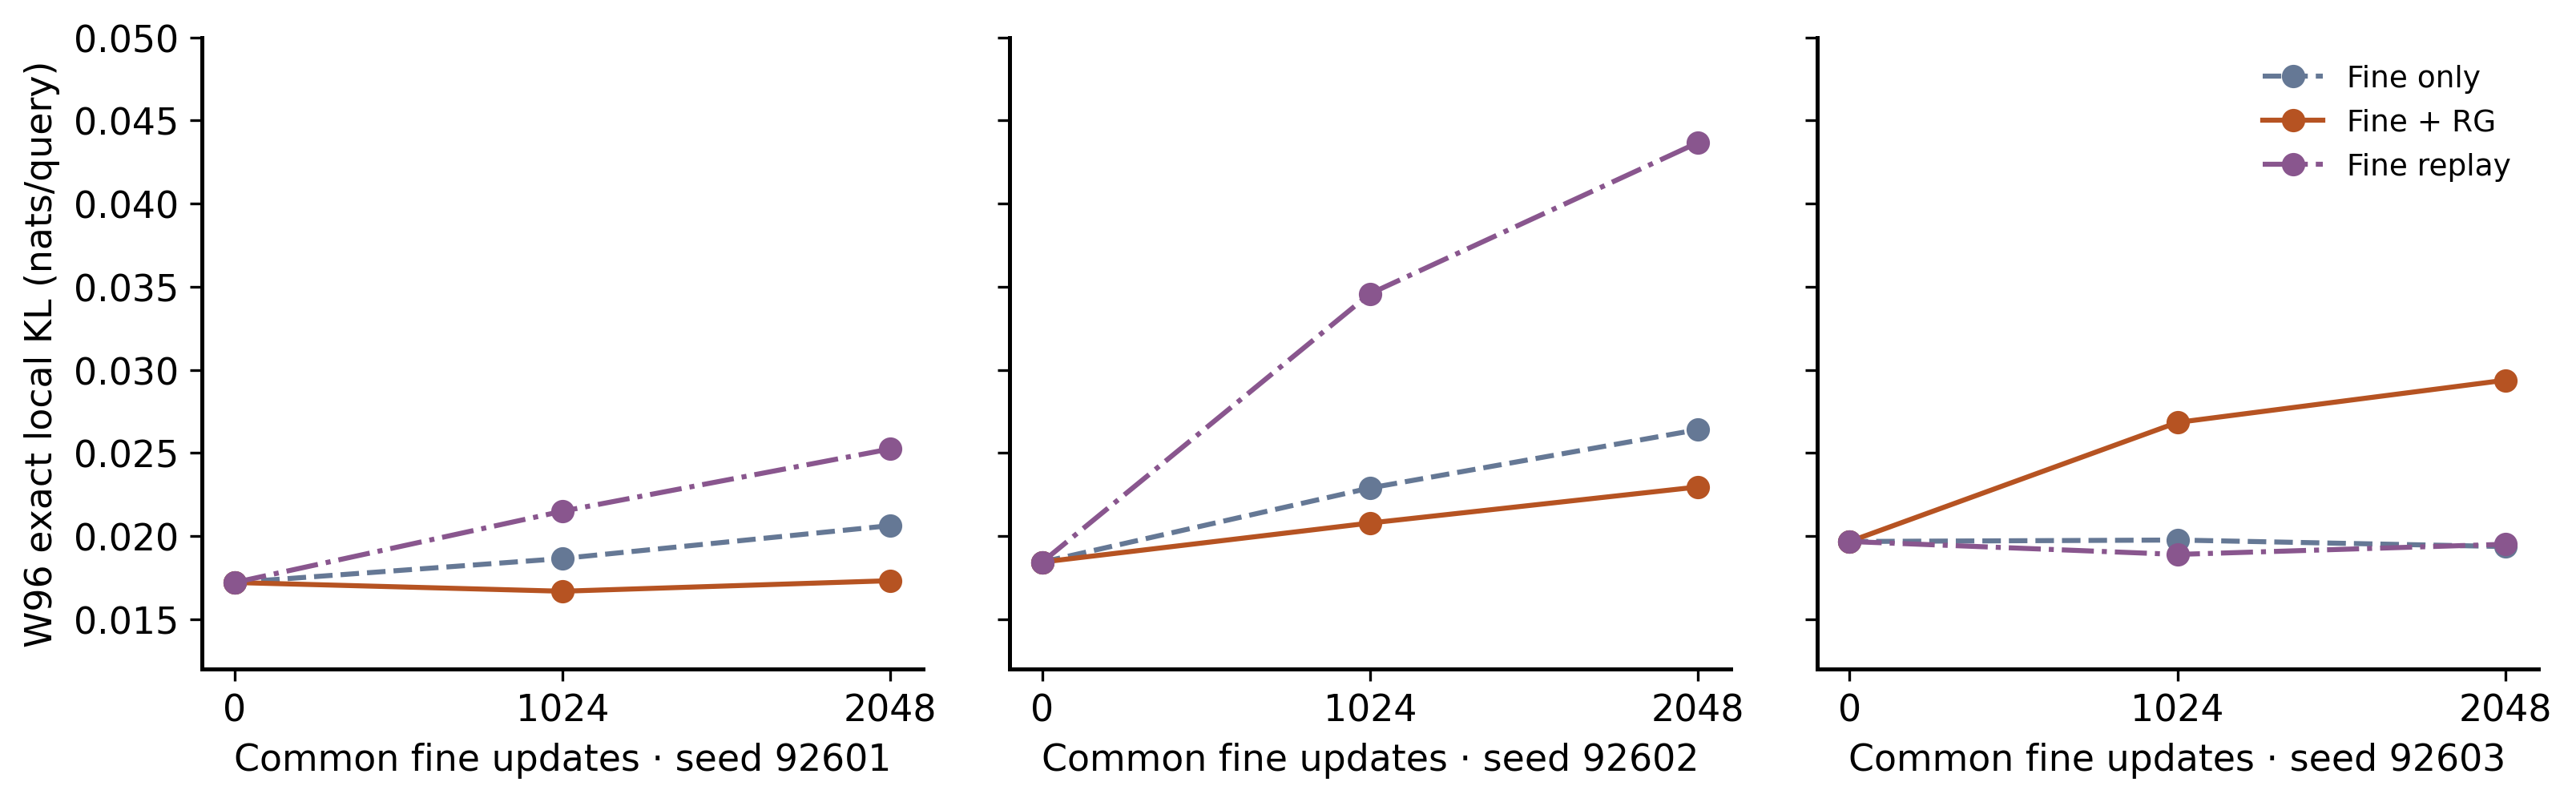 W96 exact local KL (nats/query)
0.050
0.045
0.040
0.035
0.030
0.025
0.020
0.015
0 1024 2048
Common fine updates · seed 92601
0 1024 2048
Common fine updates · seed 92602
Fine only
Fine + RG
Fine replay
0 1024 2048
Common fine updates · seed 92603